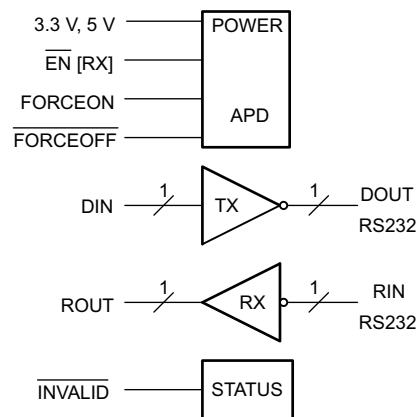 3.3 V, 5 V POWER
EN [RX]
FORCEON
APD
FORCEOFF
1 1
DIN TX DOUT
RS232
1 1
ROUT RX RIN
RS232
INVALID STATUS